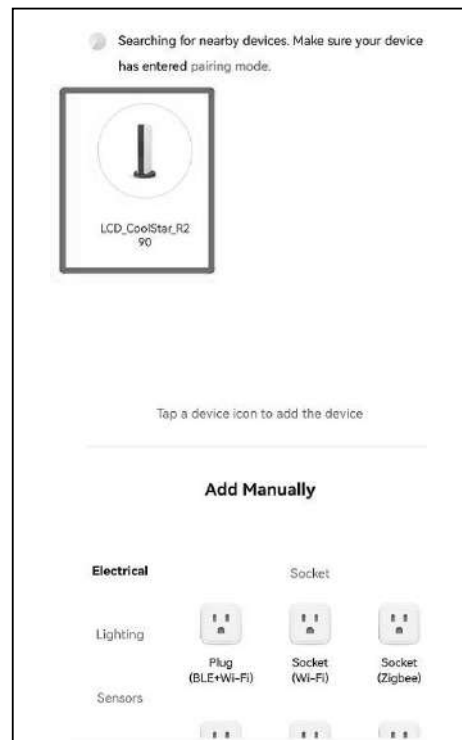 Searching for nearby devices. Make sure your device
has entered pairing mode.
LCD_CoolStar_R2
90
Tap a device icon to add the device
Add Manually
Electrical
Socket
Lighting
Plug
(BLE+Wi-Fi)
Socket
(Wi-Fi)
Socket
(Zigbee)
Sensors